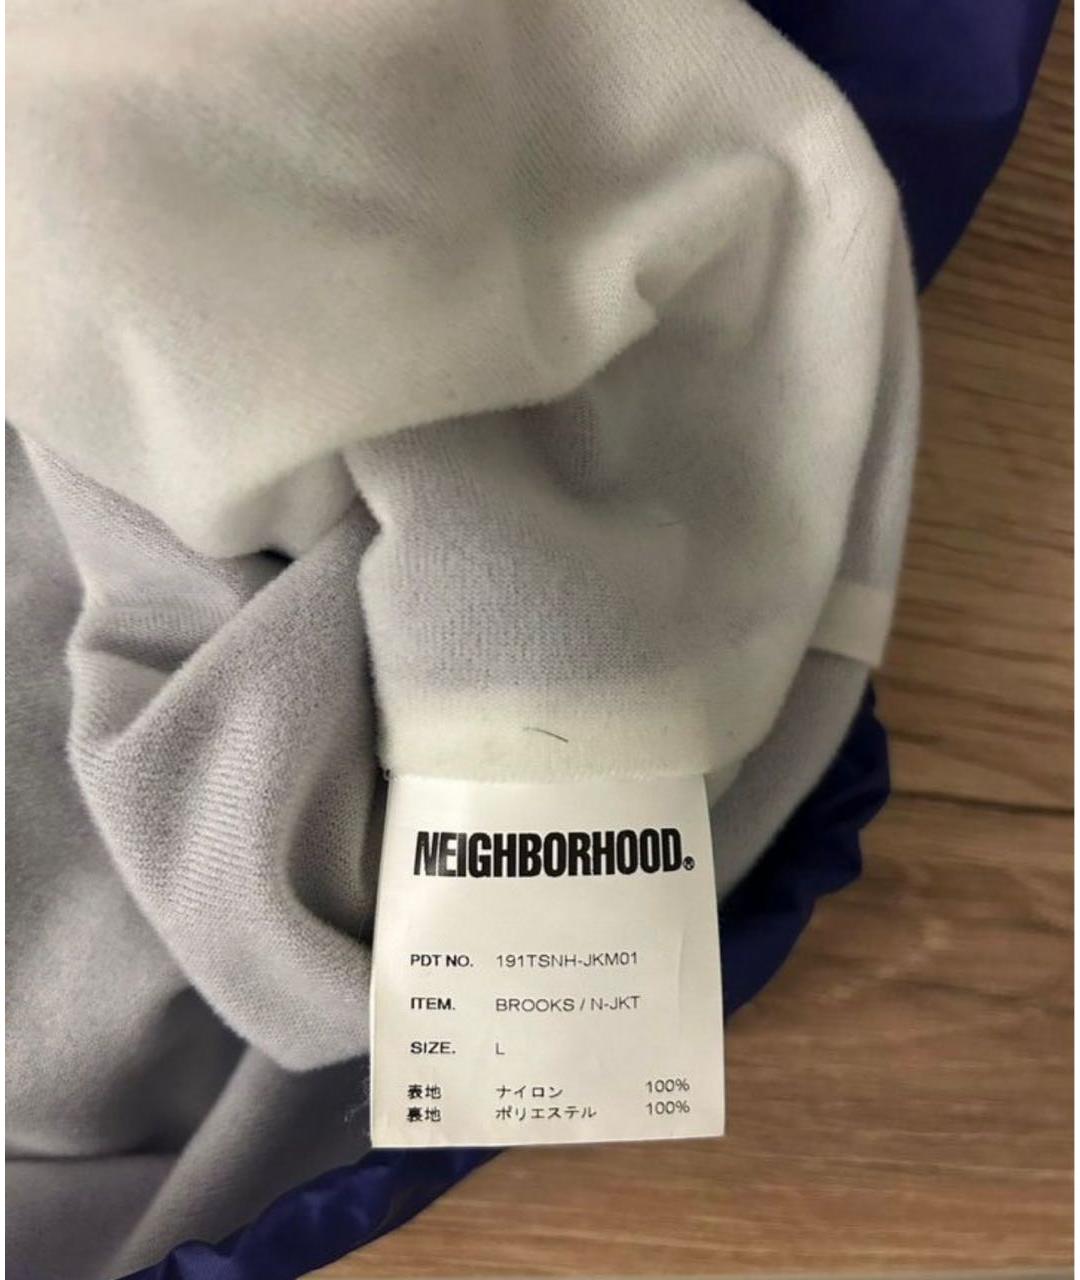 NEIGHBORHOOD®
PDT NO. 191TSNH-JKM01
ITEM. BROOKS / N-JKT
SIZE. L
表地 ナイロン 100%
裏地 ポリエステル 100%